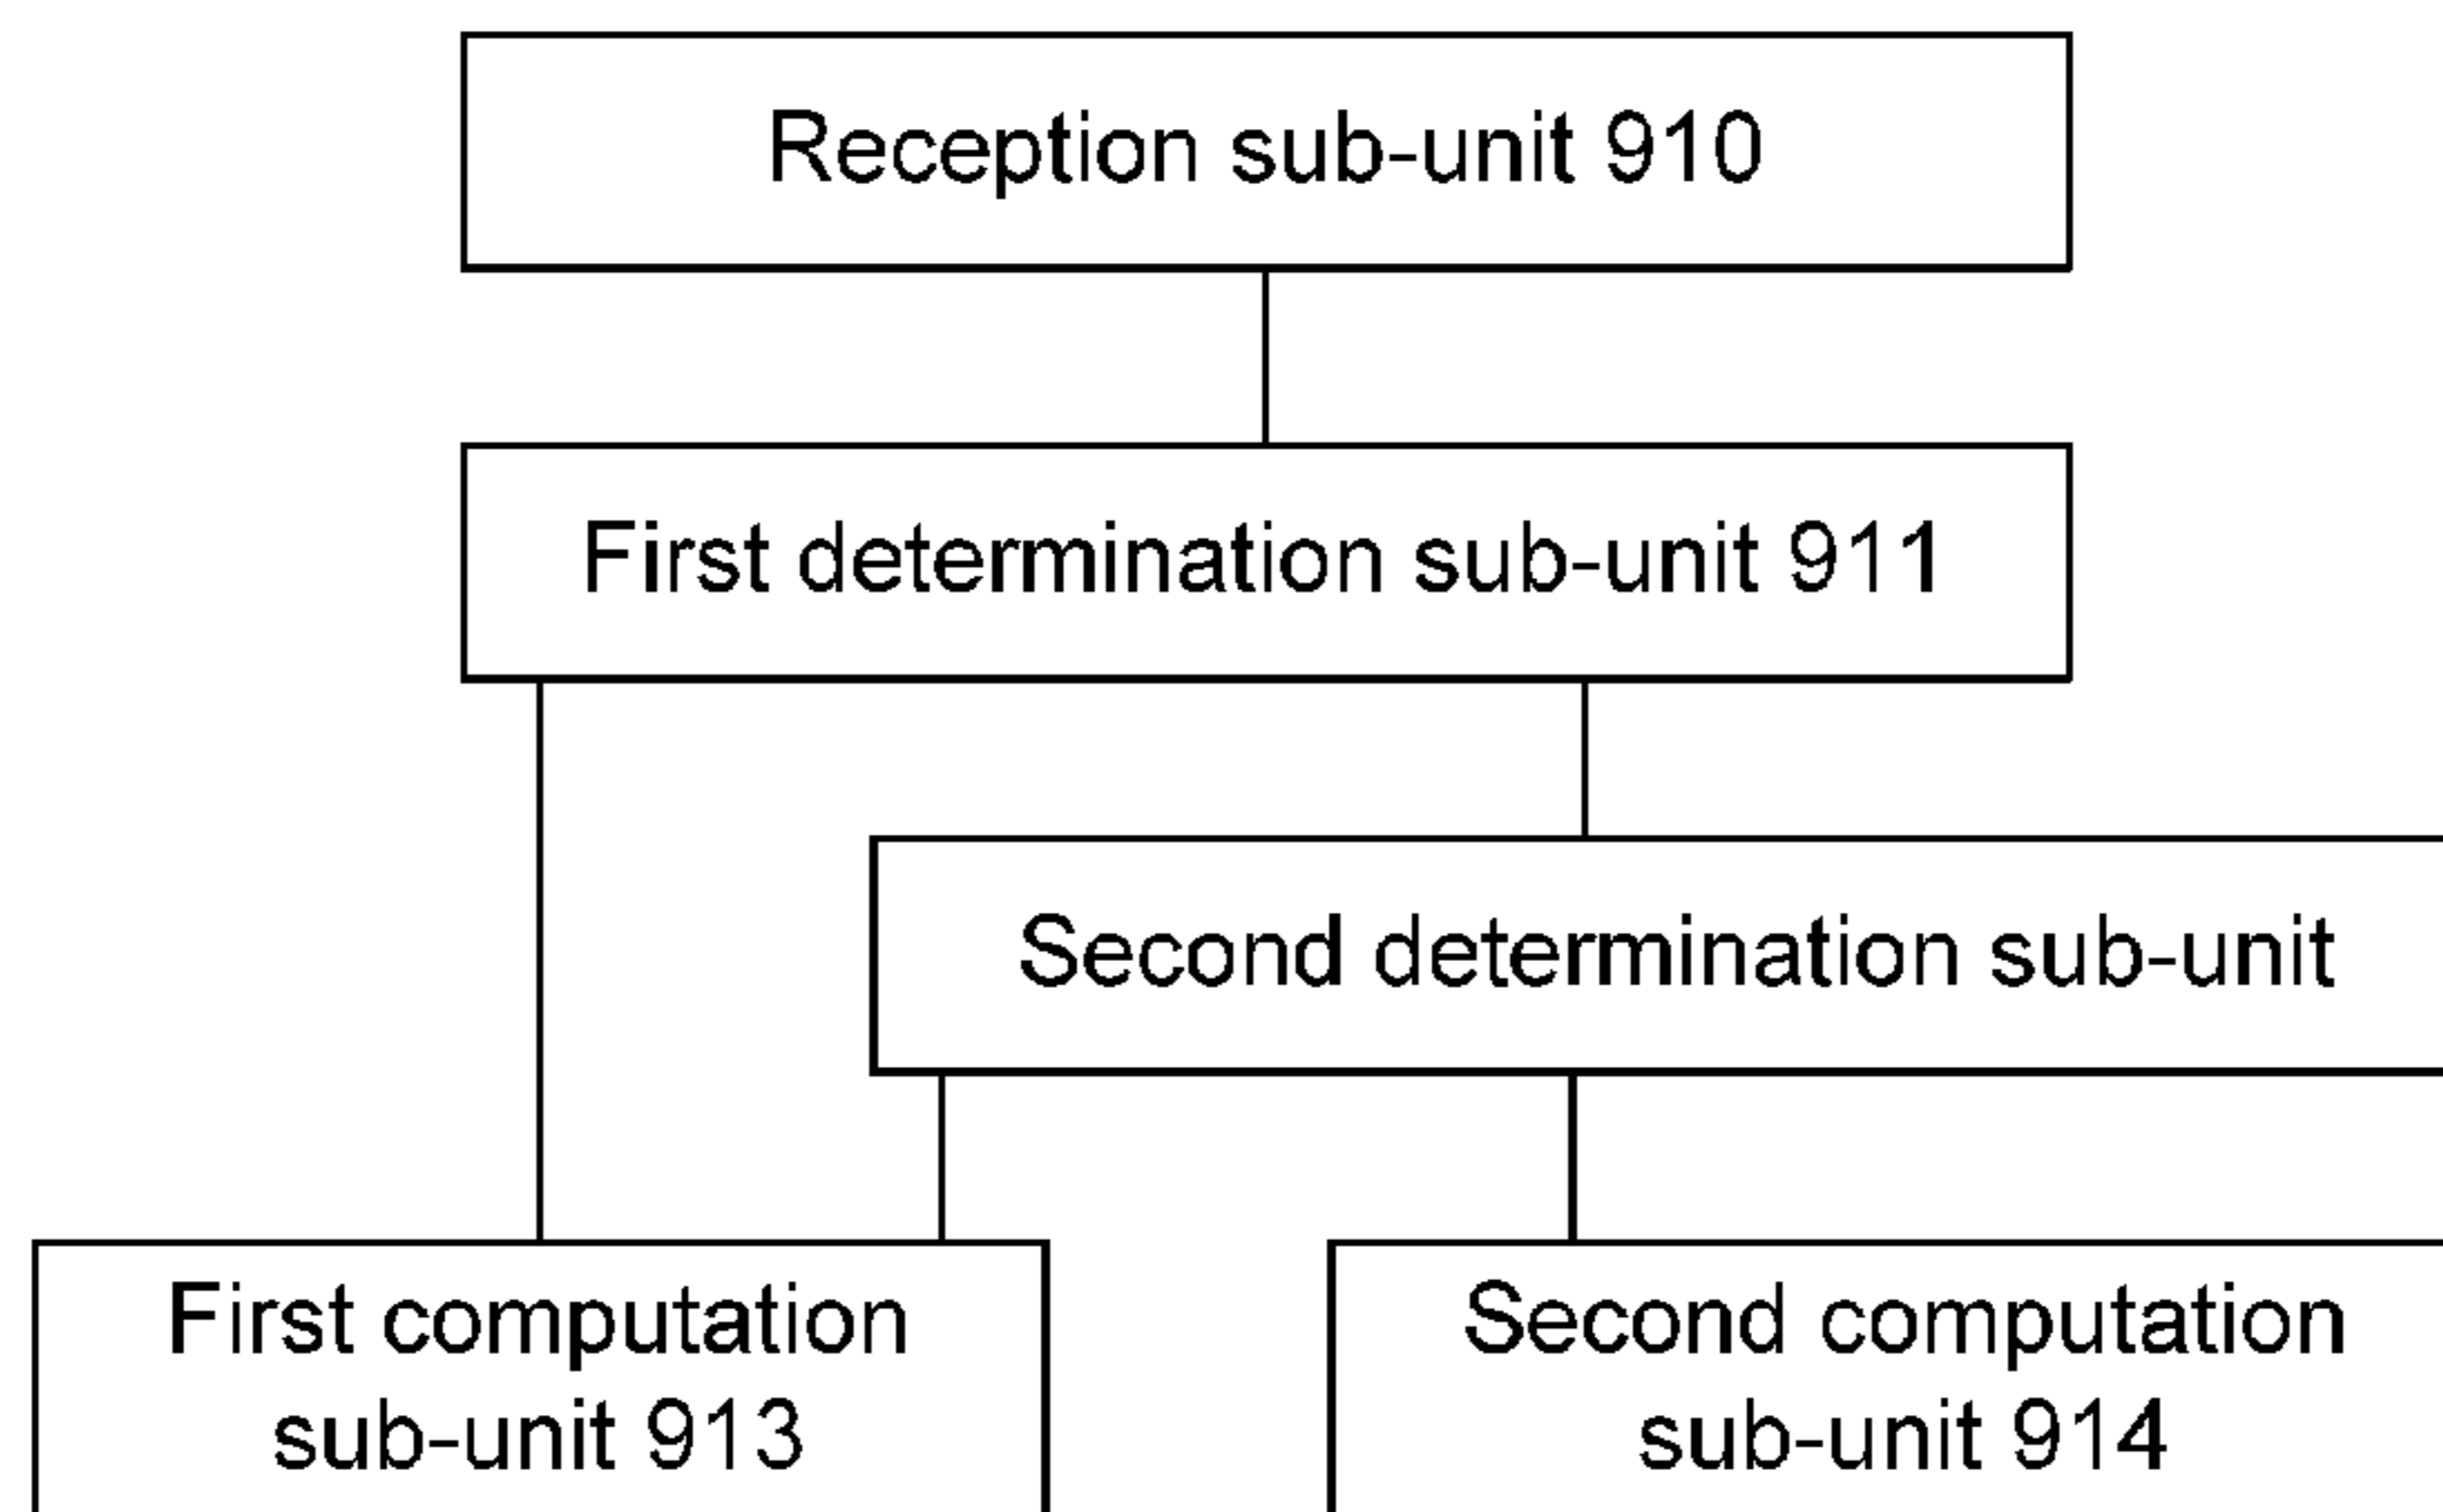 Reception sub-unit 910
First determination sub-unit 911
Second determination sub-unit
First computation
sub-unit 913
Second computation
sub-unit 914